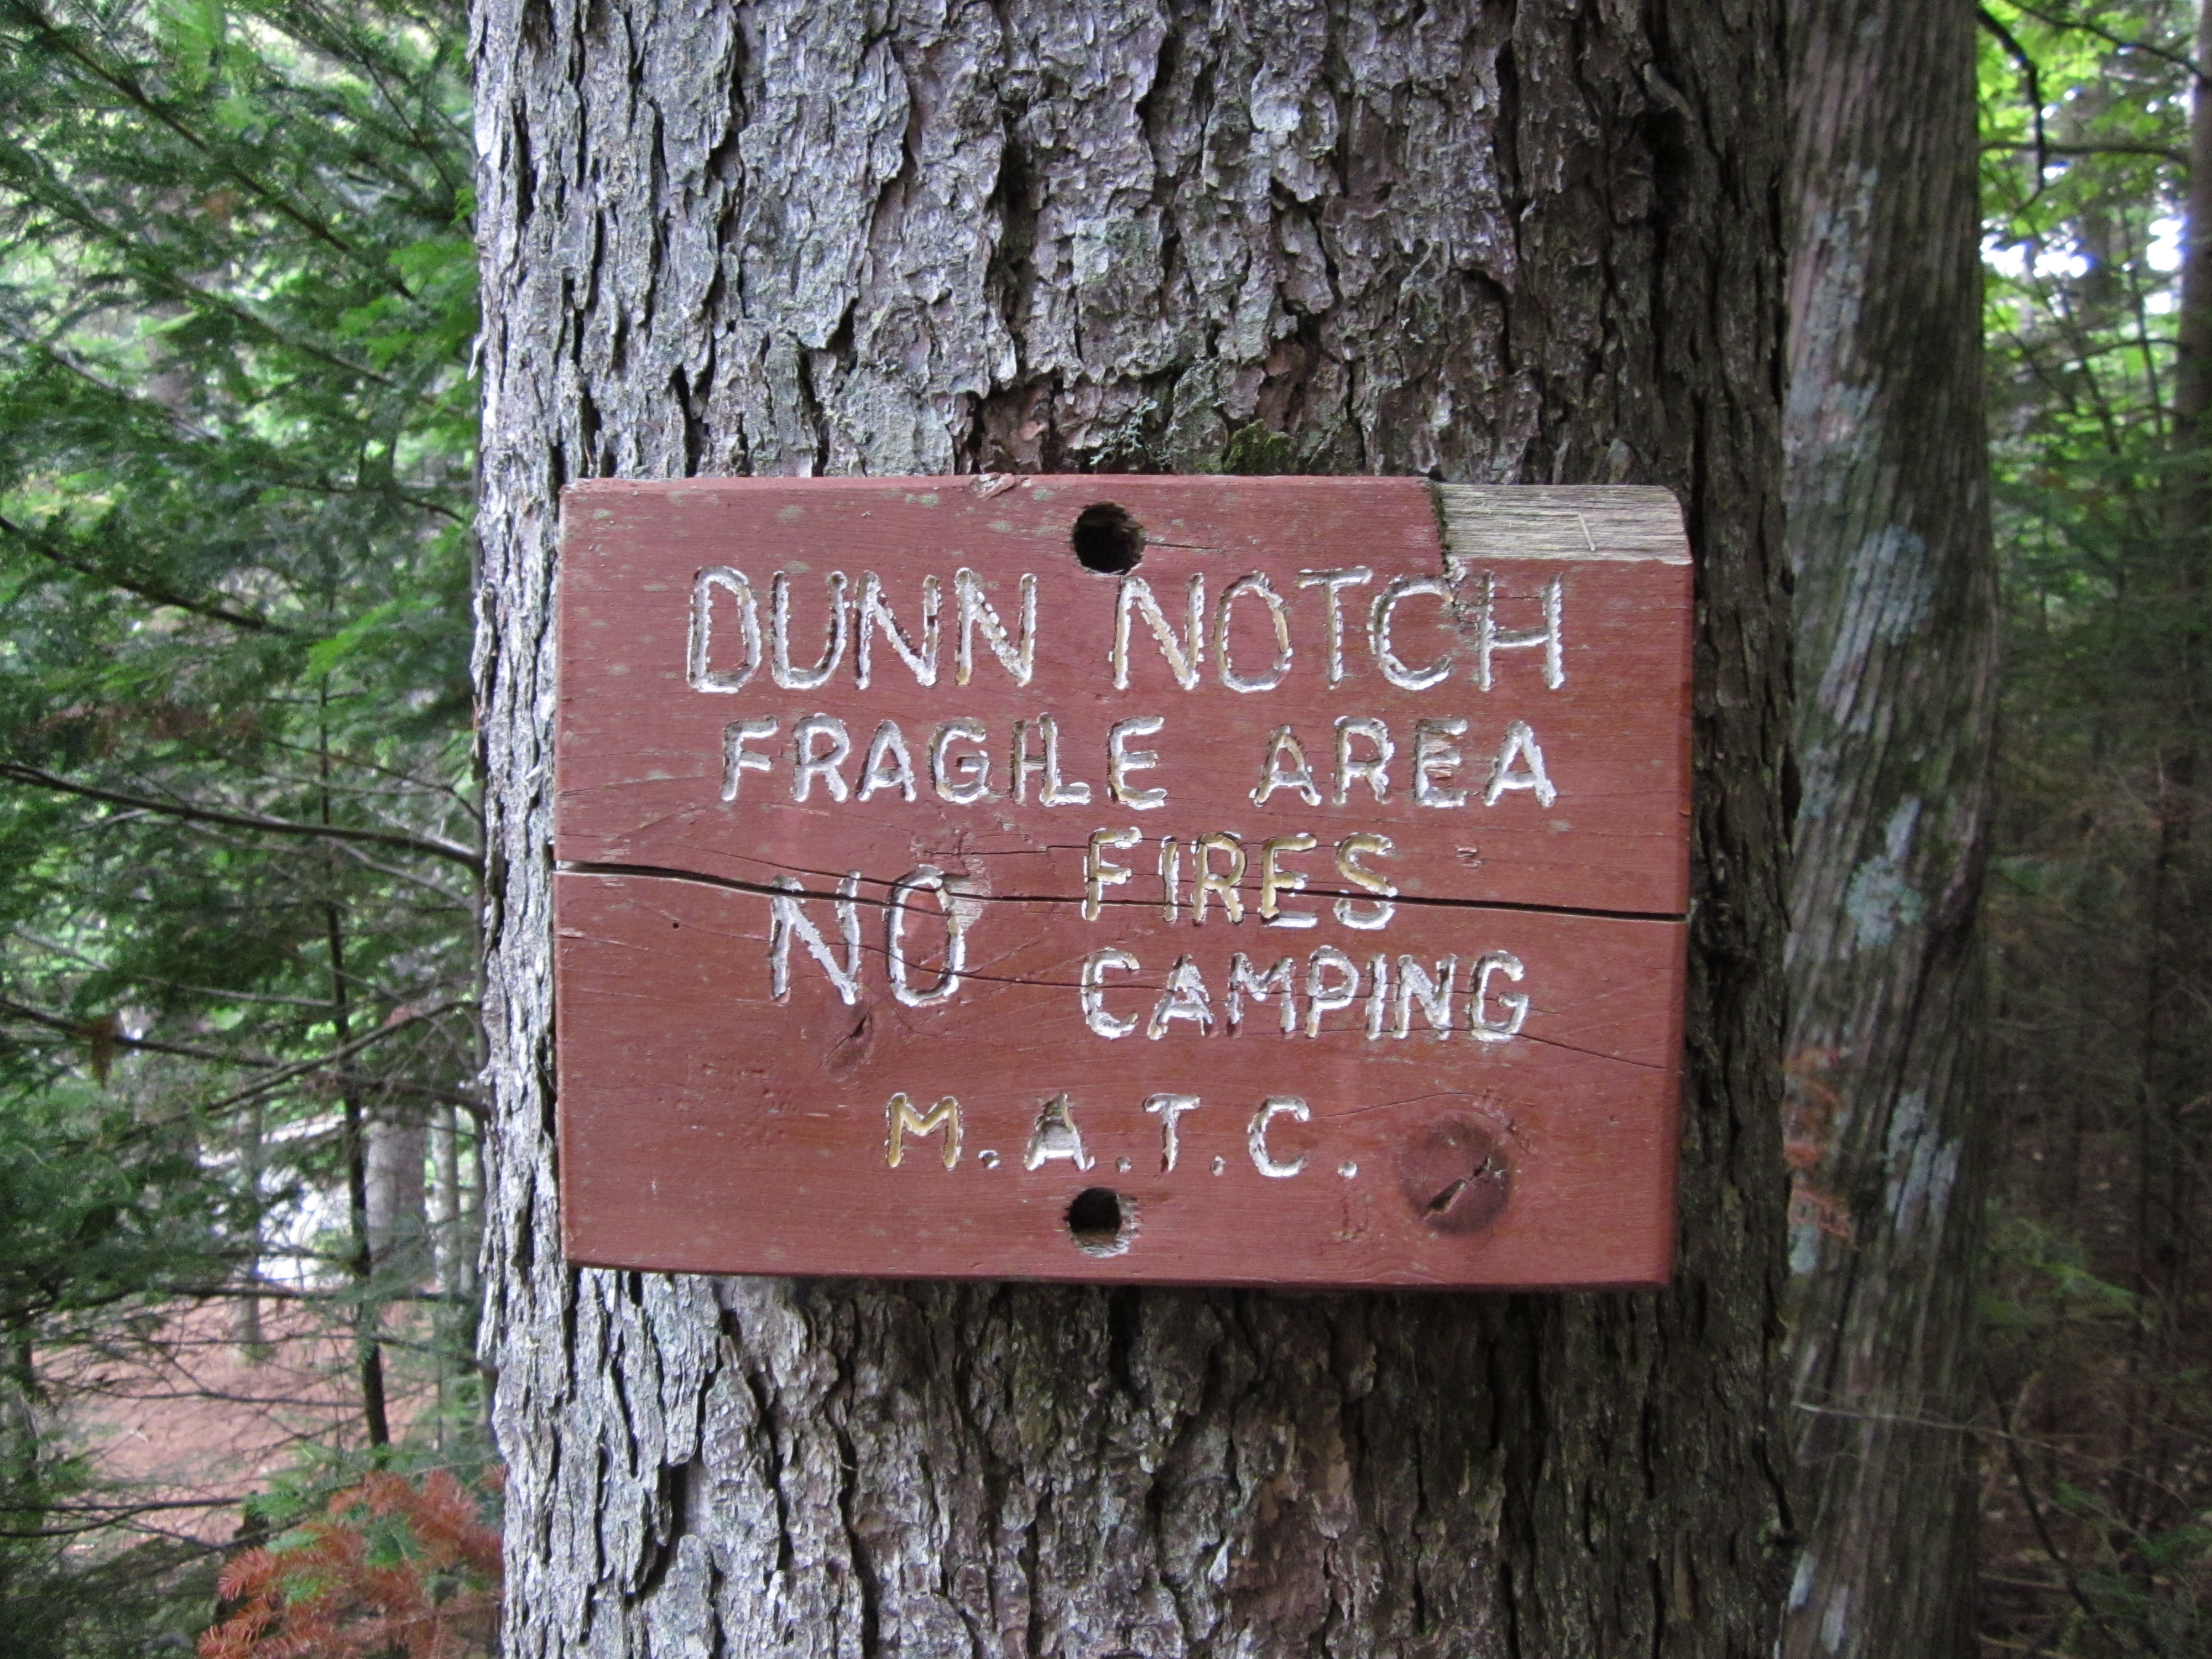 DUNN NOTCH
FRAGILE AREA
NO FIRES
CAMPING
M.A.T.C.